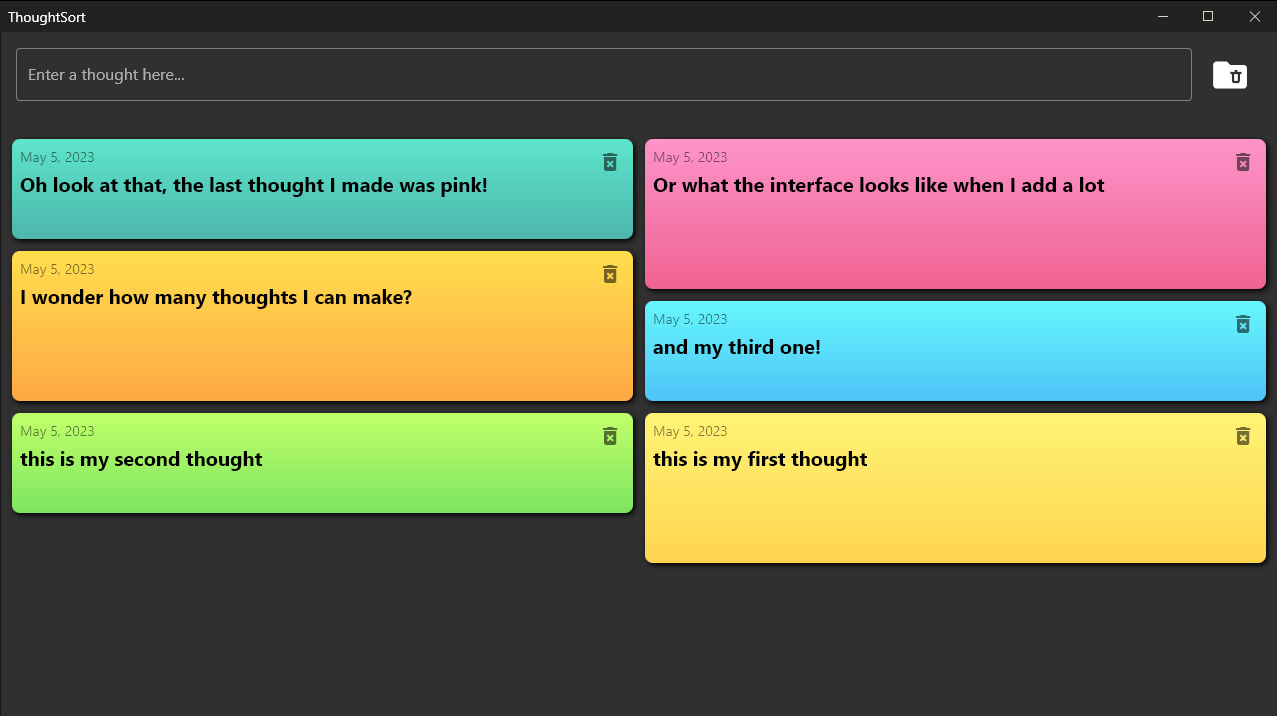 ThoughtSort
Enter a thought here...
May 5, 2023
Oh look at that, the last thought I made was pink!
May 5, 2023
Or what the interface looks like when I add a lot
May 5, 2023
I wonder how many thoughts I can make?
May 5, 2023
and my third one!
May 5, 2023
this is my second thought
May 5, 2023
this is my first thought